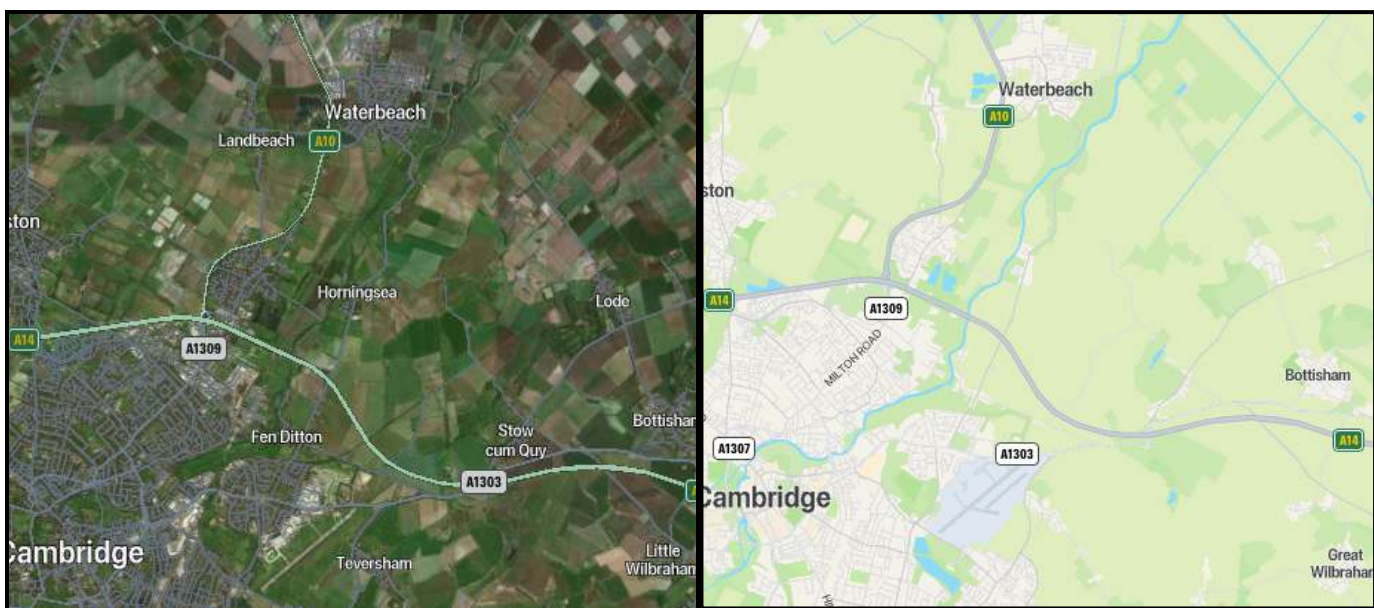 Waterbeach
Landbeach
A10
ston
Horningsea
Lode
A14
A1309
Fen Ditton
Stow
cum Quy
Bottisham
A1303
Cambridge
Teversham
Little
Wilbraham
Waterbeach
A10
ston
A14
A1309
MILTON ROAD
Bottisham
A1307
A1303
A14
Cambridge
Great
Wilbraham